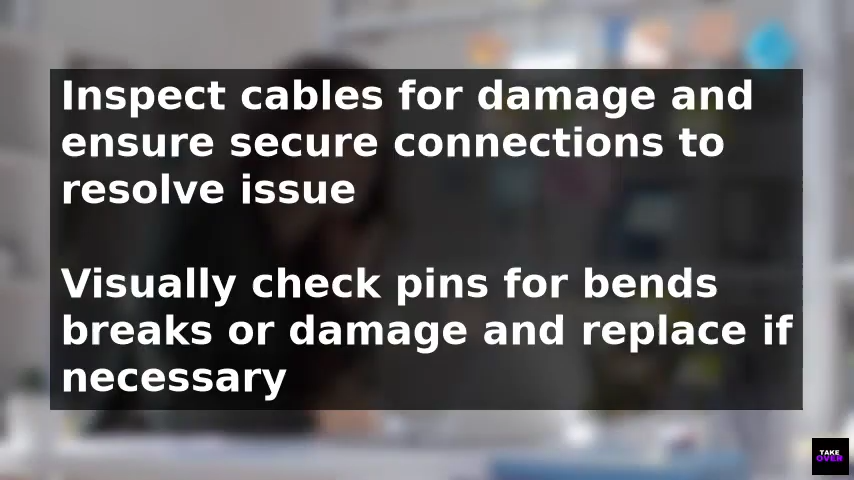 Inspect cables for damage and
ensure secure connections to
resolve issue
Visually check pins for bends
breaks or damage and replace if
necessary
TAKE
OVER